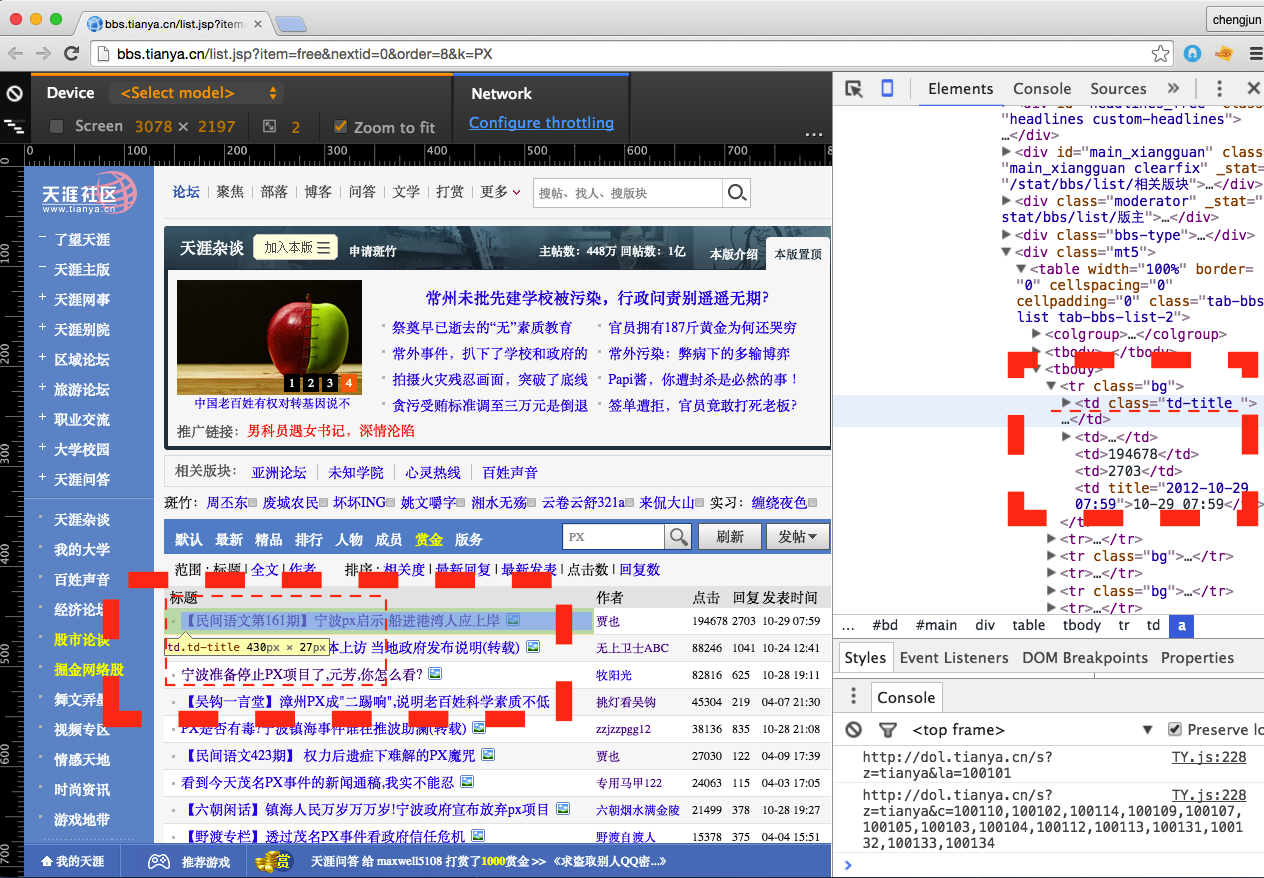 bbs.tianya.cn/list.jsp?item=
chengjun
bbs.tianya.cn/list.jsp?item=free&nextid=0&order=8&k=PX
Device <Select model>
Screen 3078 × 2197 2 Zoom to fit
Network
Configure throttling
...
0 100 200 300 400 500 600 700 8
0 100 200 300 400 500 600 700
天涯社区
www.tianya.cn
了望天涯
天涯主版
天涯网事
天涯别院
区域论坛
旅游论坛
职业交流
大学校园
天涯问答
天涯杂谈
我的大学
百姓声音
经济论坛
股市论谈
掘金网络股
舞文弄墨
视频专区
情感天地
时尚资讯
游戏地带
论坛 聚焦 部落 博客 问答 文学 打赏 更多
搜帖、找人、搜版块
天涯杂谈 加入本版 申请斑竹 主帖数：448万 回帖数：1亿 本版介绍 本版置顶
1 2 3 4
中国老百姓有权对转基因说不
常州未批先建学校被污染，行政问责别遥遥无期?
祭奠早已逝去的“无”素质教育 官员拥有187斤黄金为何还哭穷
常外事件，扒下了学校和政府的 常外污染：弊病下的多输博弈
拍摄火灾残忍画面，突破了底线 Papi酱，你遭封杀是必然的事！
贪污受贿标准调至三万元是倒退 签单遭拒，官员竟敢打死老板?
推广链接：男科员遇女书记，深情沦陷
相关版块: 亚洲论坛 未知学院 心灵热线 百姓声音
斑竹: 周丕东 废城农民 坏坏ING 姚文嚼字 湘水无殇 云卷云舒321a 来侃大山 实习: 缠绕夜色
默认 最新 精品 排行 人物 成员 赏金 版务
PX
刷新 发帖
范围：标题 | 全文 | 作者 排序：相关度 | 最新回复 | 最新发表 | 点击数 | 回复数
标题 作者 点击 回复 发表时间
【民间语文第161期】宁波px启示:船进港湾人应上岸 贾也 194678 2703 10-29 07:59
td.td-title 430px × 27px
本上访 当地政府发布说明(转载) 无上卫士ABC 88246 1041 10-24 12:41
宁波准备停止PX项目了,元芳,你怎么看? 牧阳光 82816 625 10-28 19:11
【吴钩一言堂】漳州PX成"二踢响",说明老百姓科学素质不低 挑灯看吴钩 45304 219 04-07 21:30
PX是否有毒?宁波镇海事件谁在推波助澜(转载) zzjzzpgg12 38136 835 10-28 21:08
【民间语文423期】 权力后遗症下难解的PX魔咒 贾也 27030 122 04-09 17:39
看到今天茂名PX事件的新闻通稿,我实不能忍 专用马甲122 24063 115 04-03 17:05
【六朝闲话】镇海人民万岁万万岁!宁波政府宣布放弃px项目 六朝烟水满金陵 21499 378 10-28 19:27
【野渡专栏】透过茂名PX事件看政府信任危机 野渡自渡人 15378 375 04-04 15:51
我的天涯 推荐游戏 赏 天涯问答 给 maxwell5108 打赏了1000赏金 >> 《求盗取别人QQ密...》
Elements Console Sources »
<div id="headlines_free" class=
"headlines custom-headlines">
…</div>
<div id="main_xiangguan" class=
"main_xiangguan clearfix" _stat=
"/stat/bbs/list/相关版块">…</div>
<div class="moderator" _stat="
stat/bbs/list/版主">…</div>
<div class="bbs-type">…</div>
<div class="mt5">
<table width="100%" border=
"0" cellspacing="0"
cellpadding="0" class="tab-bbs
list tab-bbs-list-2">
<colgroup>…</colgroup>
<tbody>…</tbody>
<tbody>
<tr class="bg">
<td class="td-title ">
…</td>
<td>…</td>
<td>194678</td>
<td>2703</td>
<td title="2012-10-29
07:59">10-29 07:59</td>
</tr>
<tr>…</tr>
<tr class="bg">…</tr>
<tr>…</tr>
<tr class="bg">…</tr>
<tr>…</tr>
... #bd #main div table tbody tr td a
Styles Event Listeners DOM Breakpoints Properties
Console
<top frame> Preserve lo
http://dol.tianya.cn/s? TY.js:228
z=tianya&la=100101
http://dol.tianya.cn/s? TY.js:228
z=tianya&c=100110,100102,100114,100109,100107,
100105,100103,100104,100112,100113,100131,1001
32,100133,100134